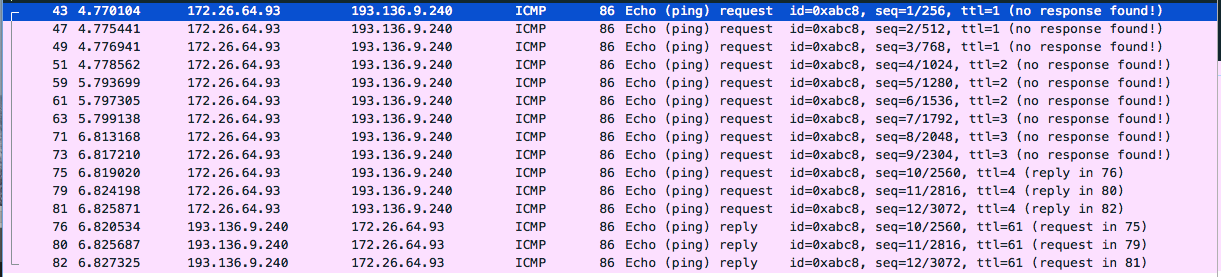 43 4.770104 172.26.64.93 193.136.9.240 ICMP 86 Echo (ping) request id=0xabc8, seq=1/256, ttl=1 (no response found!)
47 4.775441 172.26.64.93 193.136.9.240 ICMP 86 Echo (ping) request id=0xabc8, seq=2/512, ttl=1 (no response found!)
49 4.776941 172.26.64.93 193.136.9.240 ICMP 86 Echo (ping) request id=0xabc8, seq=3/768, ttl=1 (no response found!)
51 4.778562 172.26.64.93 193.136.9.240 ICMP 86 Echo (ping) request id=0xabc8, seq=4/1024, ttl=2 (no response found!)
59 5.793699 172.26.64.93 193.136.9.240 ICMP 86 Echo (ping) request id=0xabc8, seq=5/1280, ttl=2 (no response found!)
61 5.797305 172.26.64.93 193.136.9.240 ICMP 86 Echo (ping) request id=0xabc8, seq=6/1536, ttl=2 (no response found!)
63 5.799138 172.26.64.93 193.136.9.240 ICMP 86 Echo (ping) request id=0xabc8, seq=7/1792, ttl=3 (no response found!)
71 6.813168 172.26.64.93 193.136.9.240 ICMP 86 Echo (ping) request id=0xabc8, seq=8/2048, ttl=3 (no response found!)
73 6.817210 172.26.64.93 193.136.9.240 ICMP 86 Echo (ping) request id=0xabc8, seq=9/2304, ttl=3 (no response found!)
75 6.819020 172.26.64.93 193.136.9.240 ICMP 86 Echo (ping) request id=0xabc8, seq=10/2560, ttl=4 (reply in 76)
79 6.824198 172.26.64.93 193.136.9.240 ICMP 86 Echo (ping) request id=0xabc8, seq=11/2816, ttl=4 (reply in 80)
81 6.825871 172.26.64.93 193.136.9.240 ICMP 86 Echo (ping) request id=0xabc8, seq=12/3072, ttl=4 (reply in 82)
76 6.820534 193.136.9.240 172.26.64.93 ICMP 86 Echo (ping) reply id=0xabc8, seq=10/2560, ttl=61 (request in 75)
80 6.825687 193.136.9.240 172.26.64.93 ICMP 86 Echo (ping) reply id=0xabc8, seq=11/2816, ttl=61 (request in 79)
82 6.827325 193.136.9.240 172.26.64.93 ICMP 86 Echo (ping) reply id=0xabc8, seq=12/3072, ttl=61 (request in 81)